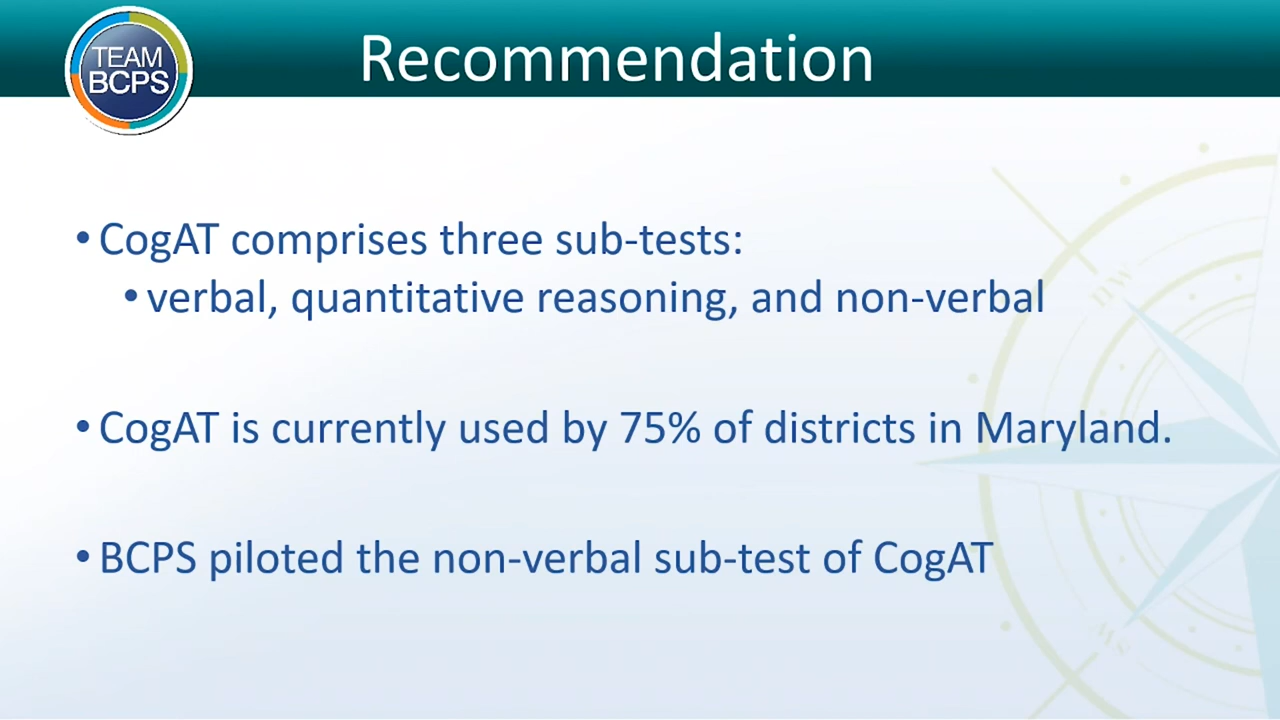 TEAM
BCPS
Recommendation
• CogAT comprises three sub-tests:
• verbal, quantitative reasoning, and non-verbal
• CogAT is currently used by 75% of districts in Maryland.
• BCPS piloted the non-verbal sub-test of CogAT